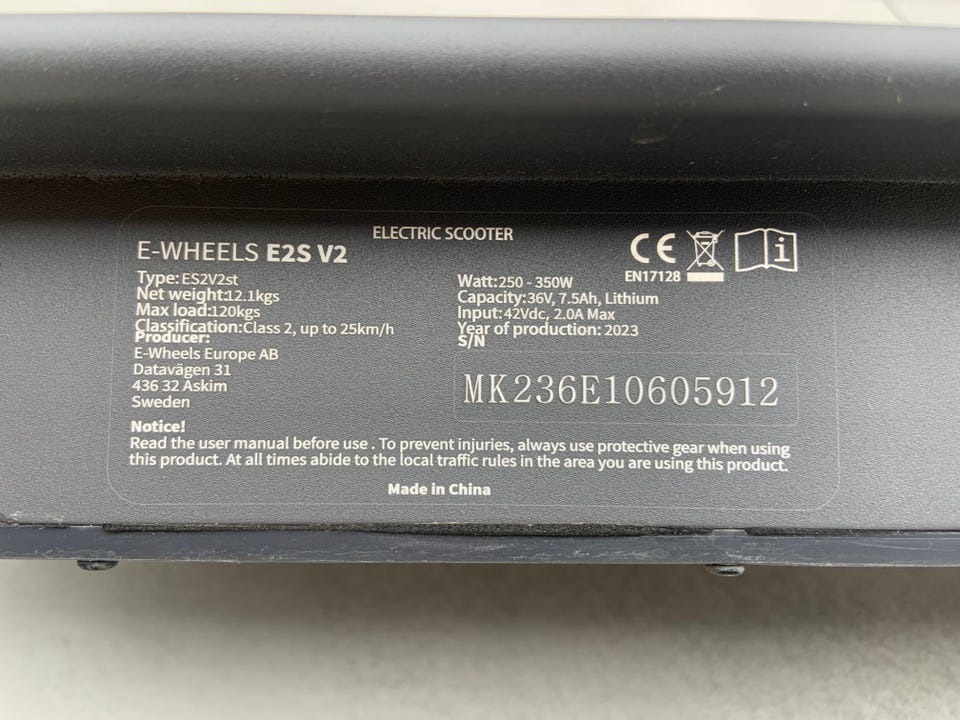 ELECTRIC SCOOTER
E-WHEELS E2S V2
Type: ES2V2st
Net weight:12.1kgs
Max load:120kgs
Classification:Class 2, up to 25km/h
Producer:
E-Wheels Europe AB
Datavägen 31
436 32 Askim
Sweden
CE
EN17128
i
Watt:250 - 350W
Capacity:36V, 7.5Ah, Lithium
Input:42Vdc, 2.0A Max
Year of production: 2023
S/N
MK236E10605912
Notice!
Read the user manual before use . To prevent injuries, always use protective gear when using
this product. At all times abide to the local traffic rules in the area you are using this product.
Made in China